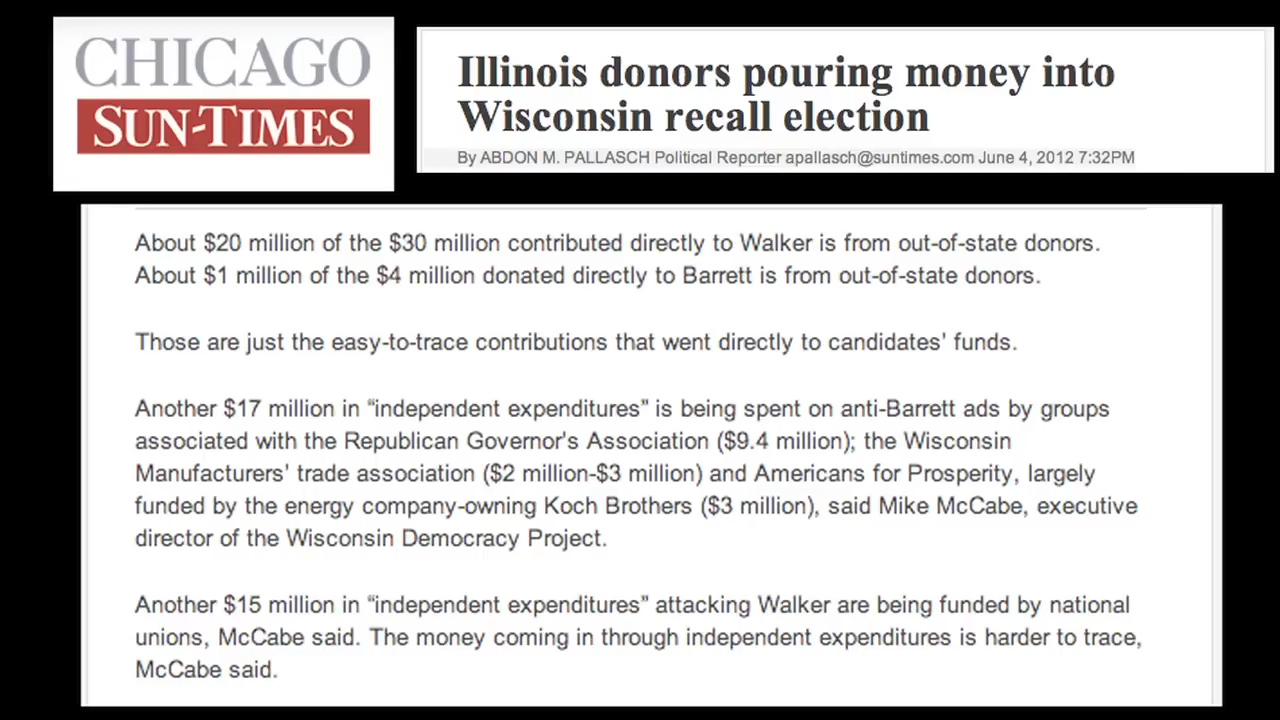 CHICAGO
SUN-TIMES
Illinois donors pouring money into
Wisconsin recall election
By ABDON M. PALLASCH Political Reporter apallasch@suntimes.com June 4, 2012 7:32PM
About $20 million of the $30 million contributed directly to Walker is from out-of-state donors.
About $1 million of the $4 million donated directly to Barrett is from out-of-state donors.
Those are just the easy-to-trace contributions that went directly to candidates' funds.
Another $17 million in “independent expenditures” is being spent on anti-Barrett ads by groups
associated with the Republican Governor's Association ($9.4 million); the Wisconsin
Manufacturers' trade association ($2 million-$3 million) and Americans for Prosperity, largely
funded by the energy company-owning Koch Brothers ($3 million), said Mike McCabe, executive
director of the Wisconsin Democracy Project.
Another $15 million in “independent expenditures” attacking Walker are being funded by national
unions, McCabe said. The money coming in through independent expenditures is harder to trace,
McCabe said.